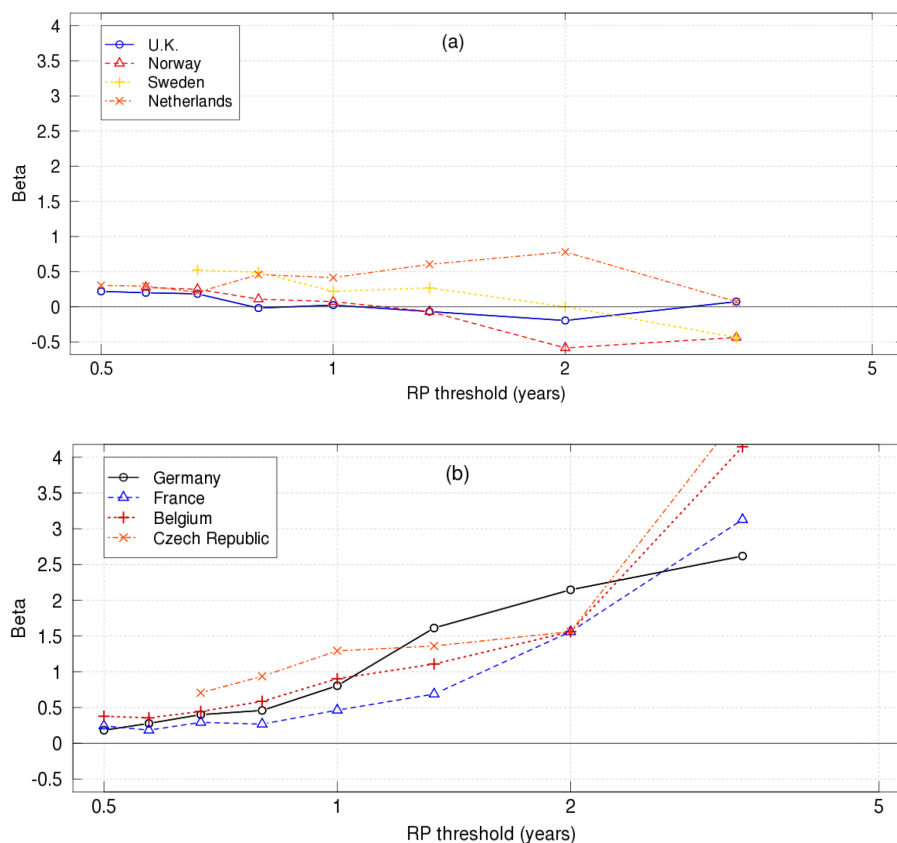 (a)
U.K.
Norway
Sweden
Netherlands
4
3.5
3
2.5
2
1.5
1
0.5
0
-0.5
Beta
0.5 1 2 5
RP threshold (years)
(b)
Germany
France
Belgium
Czech Republic
4
3.5
3
2.5
2
1.5
1
0.5
0
-0.5
Beta
0.5 1 2 5
RP threshold (years)